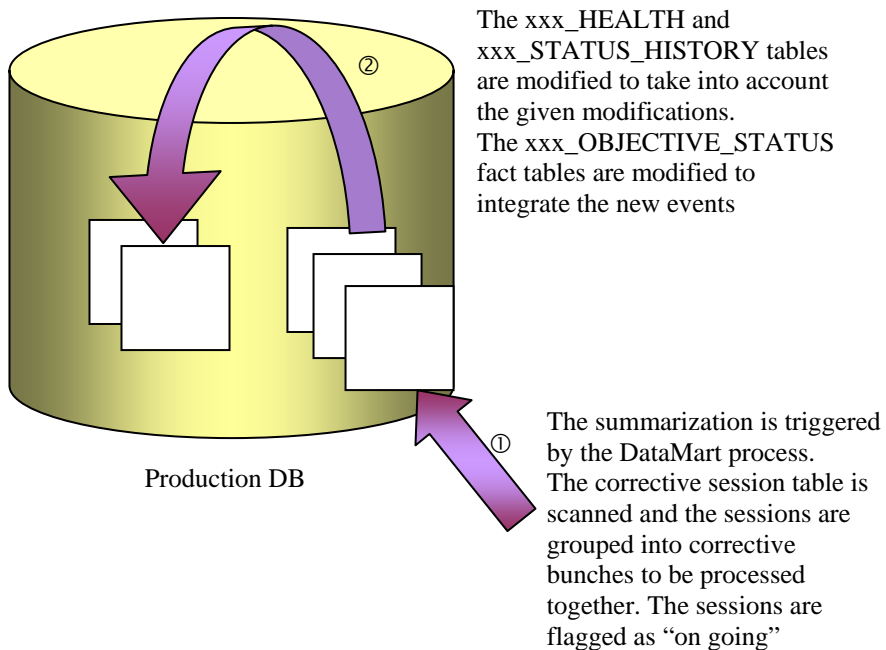 The xxx_HEALTH and
xxx_STATUS_HISTORY tables
are modified to take into account
the given modifications.
The xxx_OBJECTIVE_STATUS
fact tables are modified to
integrate the new events
②
①
Production DB
The summarization is triggered
by the DataMart process.
The corrective session table is
scanned and the sessions are
grouped into corrective
bunches to be processed
together. The sessions are
flagged as “on going”